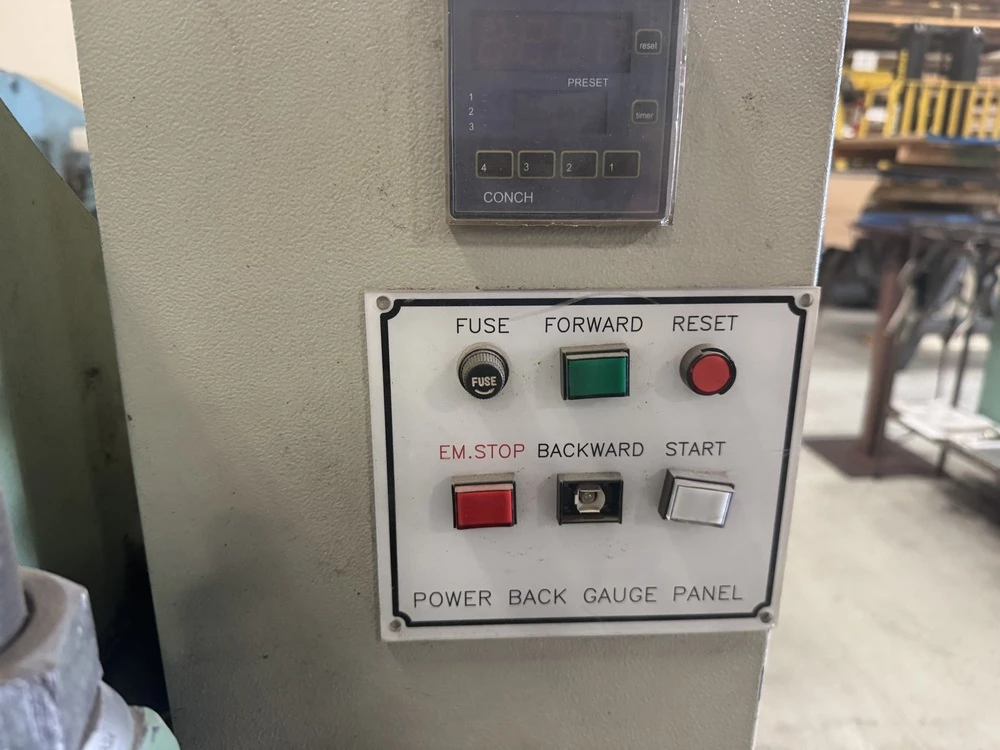 reset
PRESET
1
2
timer
3
4 3 2 1
CONCH
FUSE FORWARD RESET
FUSE
EM.STOP BACKWARD START
POWER BACK GAUGE PANEL